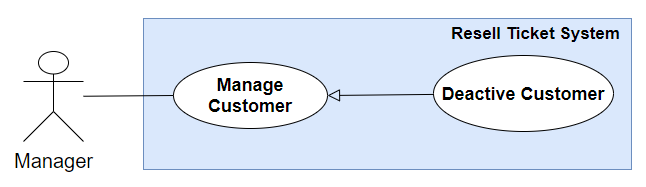 Resell Ticket System
Manage
Customer
Deactive Customer
Manager